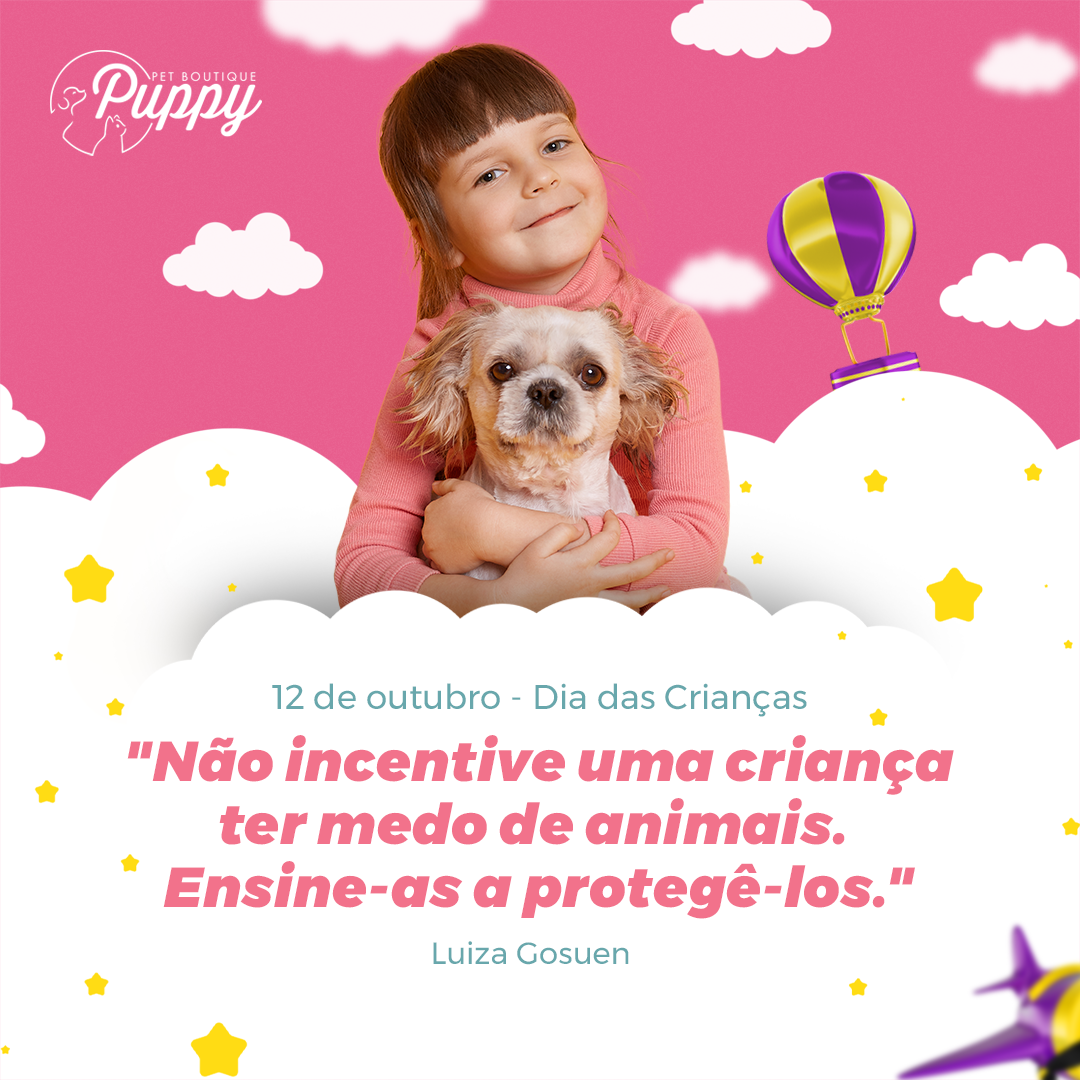 PET BOUTIQUE
Puppy
12 de outubro - Dia das Crianças
"Não incentive uma criança
ter medo de animais.
Ensine-as a protegê-los."
Luiza Gosuen